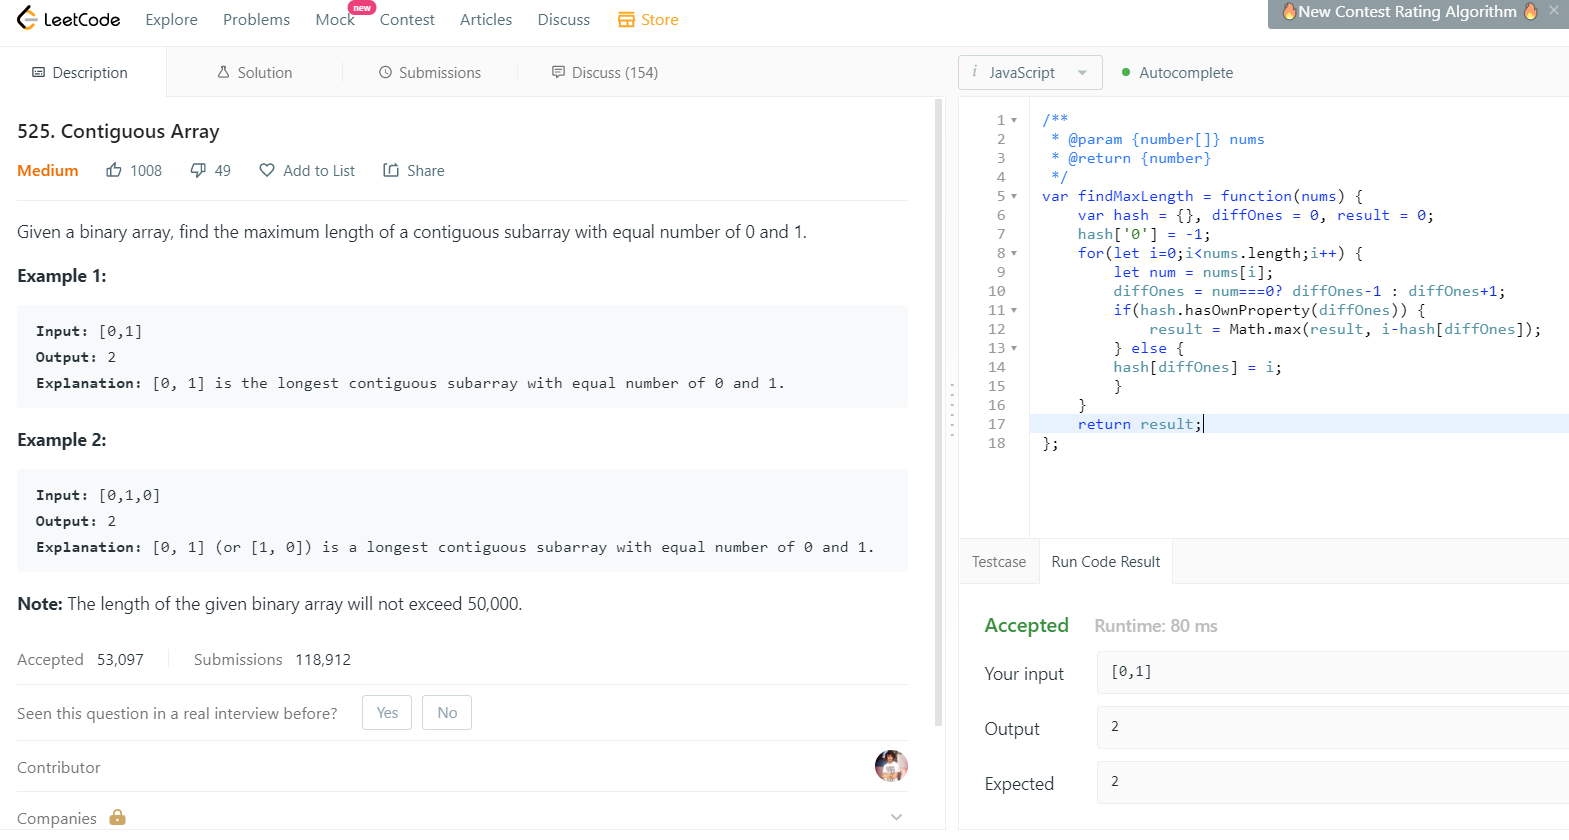 LeetCode Explore Problems Mock new Contest Articles Discuss Store
🔥New Contest Rating Algorithm 🔥 ×
Description Solution Submissions Discuss (154)
525. Contiguous Array
Medium 1008 49 Add to List Share
Given a binary array, find the maximum length of a contiguous subarray with equal number of 0 and 1.
Example 1:
Input: [0,1]
Output: 2
Explanation: [0, 1] is the longest contiguous subarray with equal number of 0 and 1.
Example 2:
Input: [0,1,0]
Output: 2
Explanation: [0, 1] (or [1, 0]) is a longest contiguous subarray with equal number of 0 and 1.
Note: The length of the given binary array will not exceed 50,000.
Accepted 53,097 Submissions 118,912
Seen this question in a real interview before? Yes No
Contributor
Companies
i JavaScript Autocomplete
1 /**
2  * @param {number[]} nums
3  * @return {number}
4  */
5 var findMaxLength = function(nums) {
6     var hash = {}, diffOnes = 0, result = 0;
7     hash['0'] = -1;
8     for(let i=0;i<nums.length;i++) {
9         let num = nums[i];
10         diffOnes = num===0? diffOnes-1 : diffOnes+1;
11         if(hash.hasOwnProperty(diffOnes)) {
12             result = Math.max(result, i-hash[diffOnes]);
13         } else {
14         hash[diffOnes] = i;
15         }
16     }
17     return result;
18 };
Testcase Run Code Result
Accepted Runtime: 80 ms
Your input [0,1]
Output 2
Expected 2